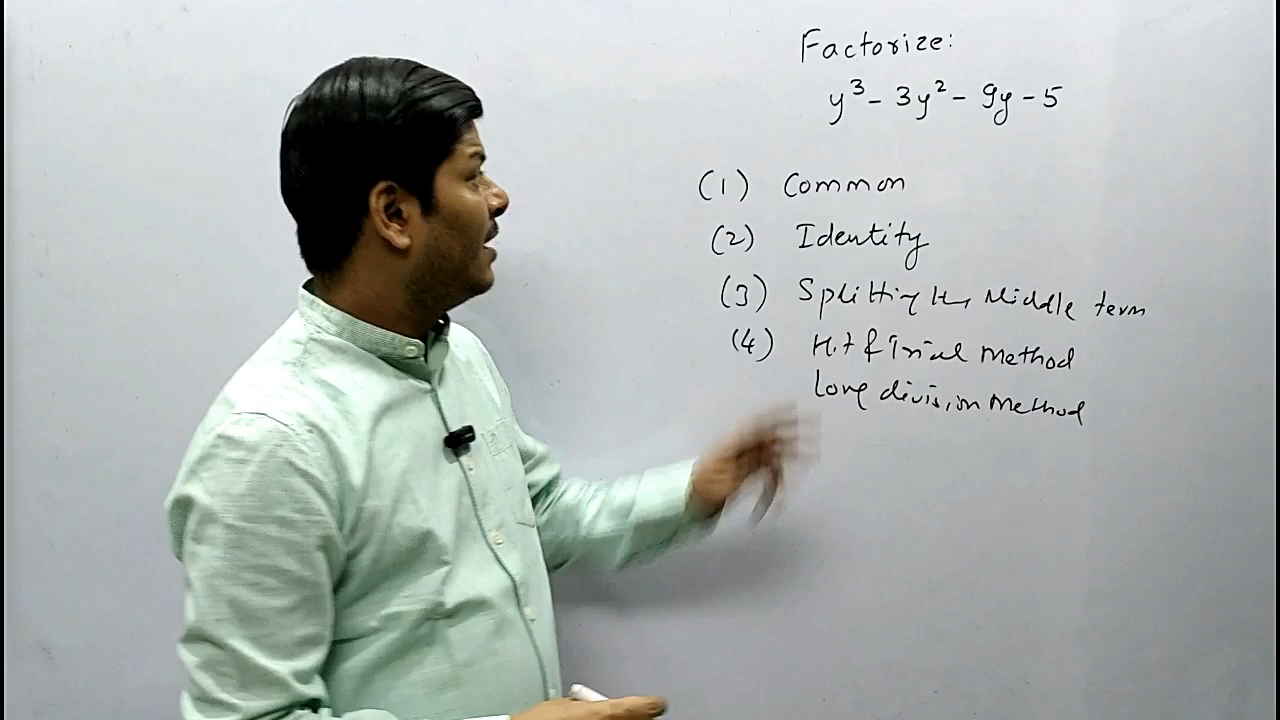 Factorize:
y³ - 3y² - 9y - 5
(1) Common
(2) Identity
(3) Splitting the Middle term
(4) Hit & Trial Method
Long division Method